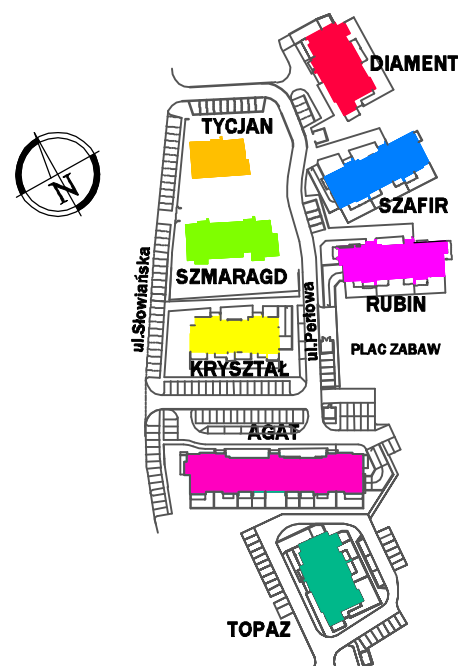 DIAMENT
TYCJAN
N
SZAFIR
ul.Słowiańska
SZMARAGD
ul.Perłowa
RUBIN
PLAC ZABAW
KRYSZTAŁ
AGAT
TOPAZ